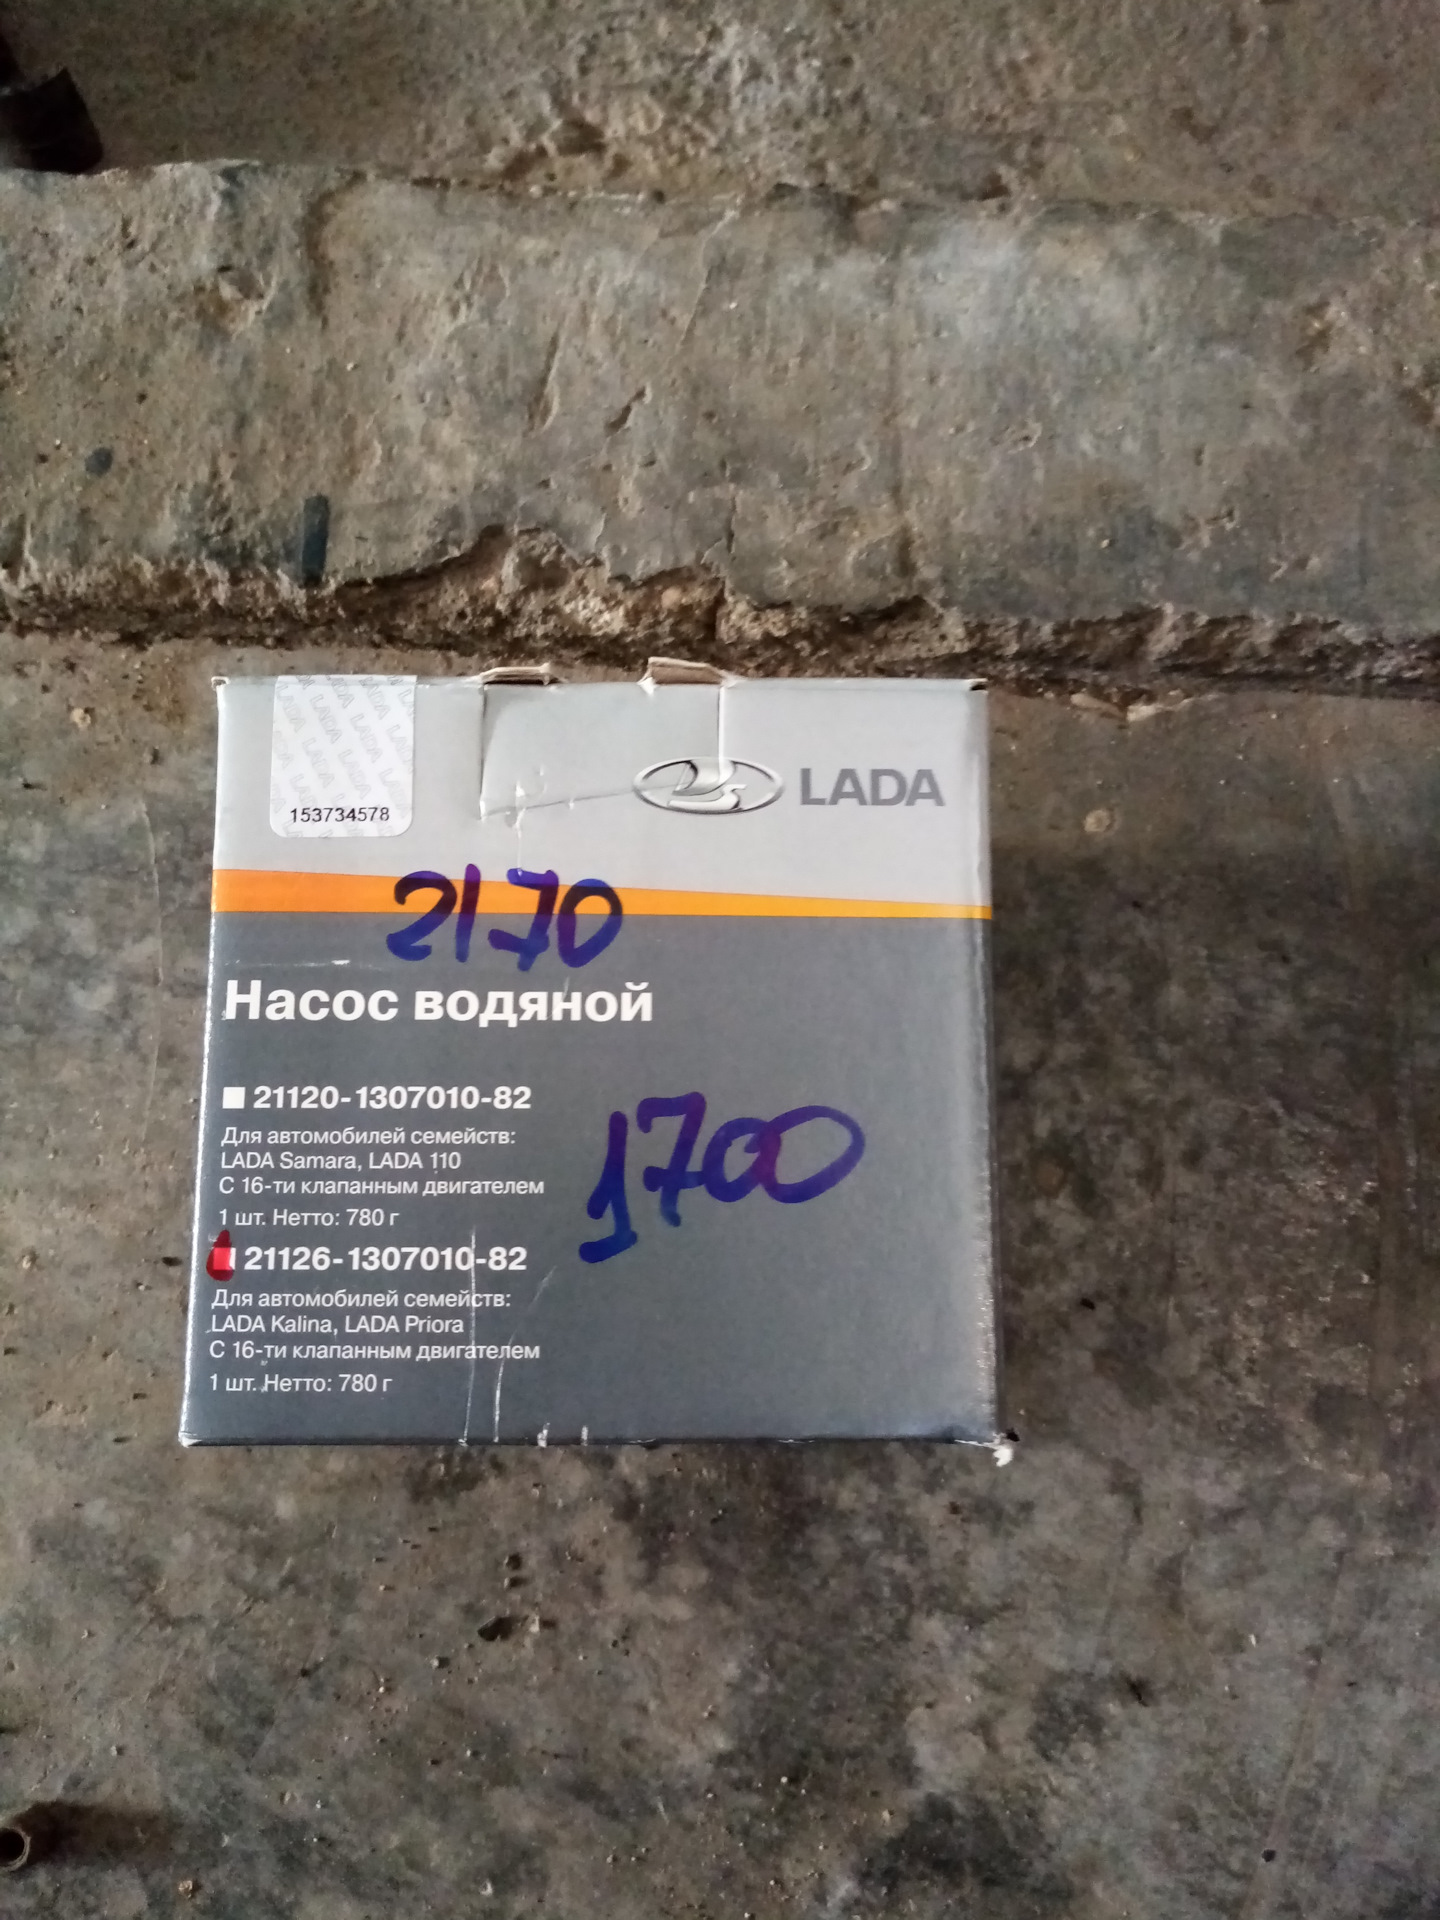 153734578
LADA
2170
Насос водяной
21120-1307010-82
Для автомобилей семейств:
LADA Samara, LADA 110
С 16-ти клапанным двигателем
1 шт. Нетто: 780 г
1700
21126-1307010-82
Для автомобилей семейств:
LADA Kalina, LADA Priora
С 16-ти клапанным двигателем
1 шт. Нетто: 780 г